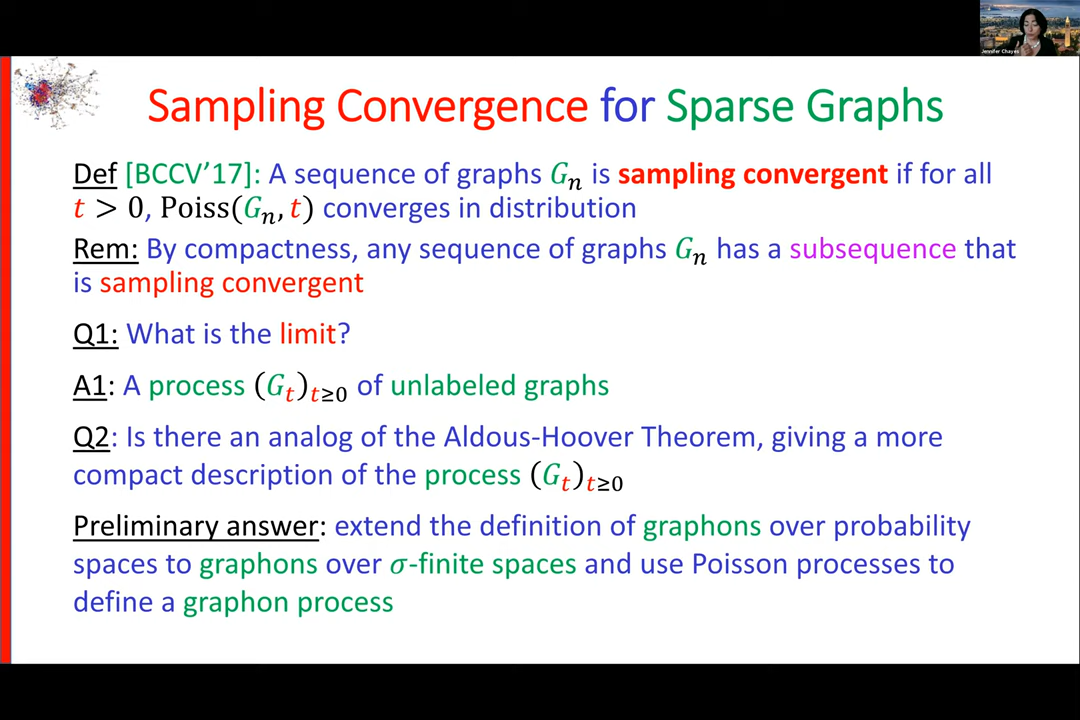 Jennifer Chayes
Sampling Convergence for Sparse Graphs
Def [BCCV’17]: A sequence of graphs Gₙ is sampling convergent if for all
t > 0, Poiss(Gₙ, t) converges in distribution
Rem: By compactness, any sequence of graphs Gₙ has a subsequence that
is sampling convergent
Q1: What is the limit?
A1: A process (Gₜ)ₜ≥₀ of unlabeled graphs
Q2: Is there an analog of the Aldous-Hoover Theorem, giving a more
compact description of the process (Gₜ)ₜ≥₀
Preliminary answer: extend the definition of graphons over probability
spaces to graphons over σ-finite spaces and use Poisson processes to
define a graphon process